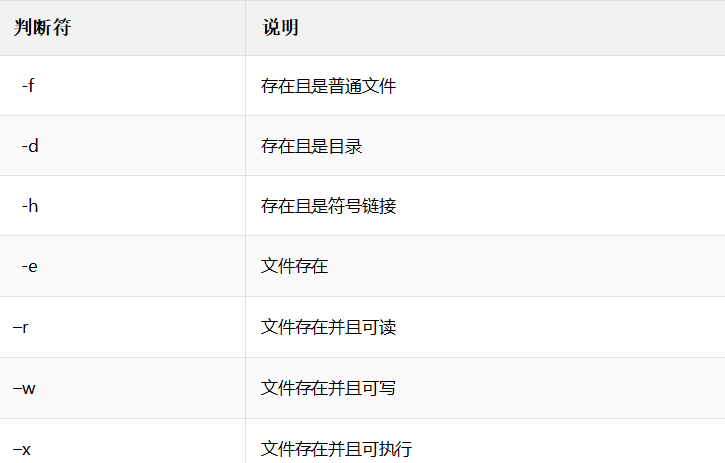 判断符 说明
-f 存在且是普通文件
-d 存在且是目录
-h 存在且是符号链接
-e 文件存在
–r 文件存在并且可读
–w 文件存在并且可写
–x 文件存在并且可执行